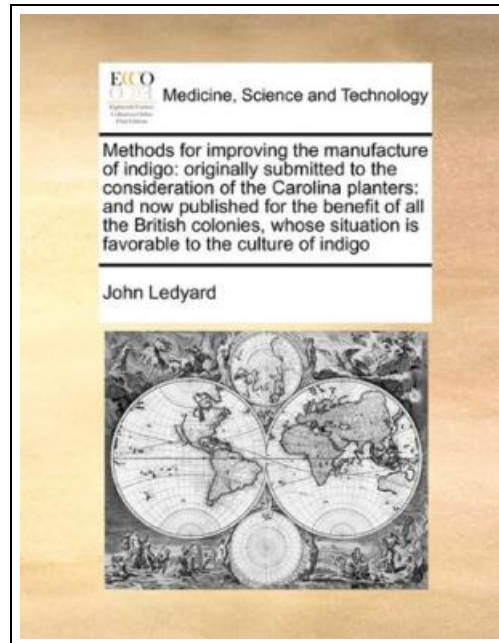 ECCO
Medicine, Science and Technology
Methods for improving the manufacture
of indigo: originally submitted to the
consideration of the Carolina planters:
and now published for the benefit of all
the British colonies, whose situation is
favorable to the culture of indigo
John Ledyard